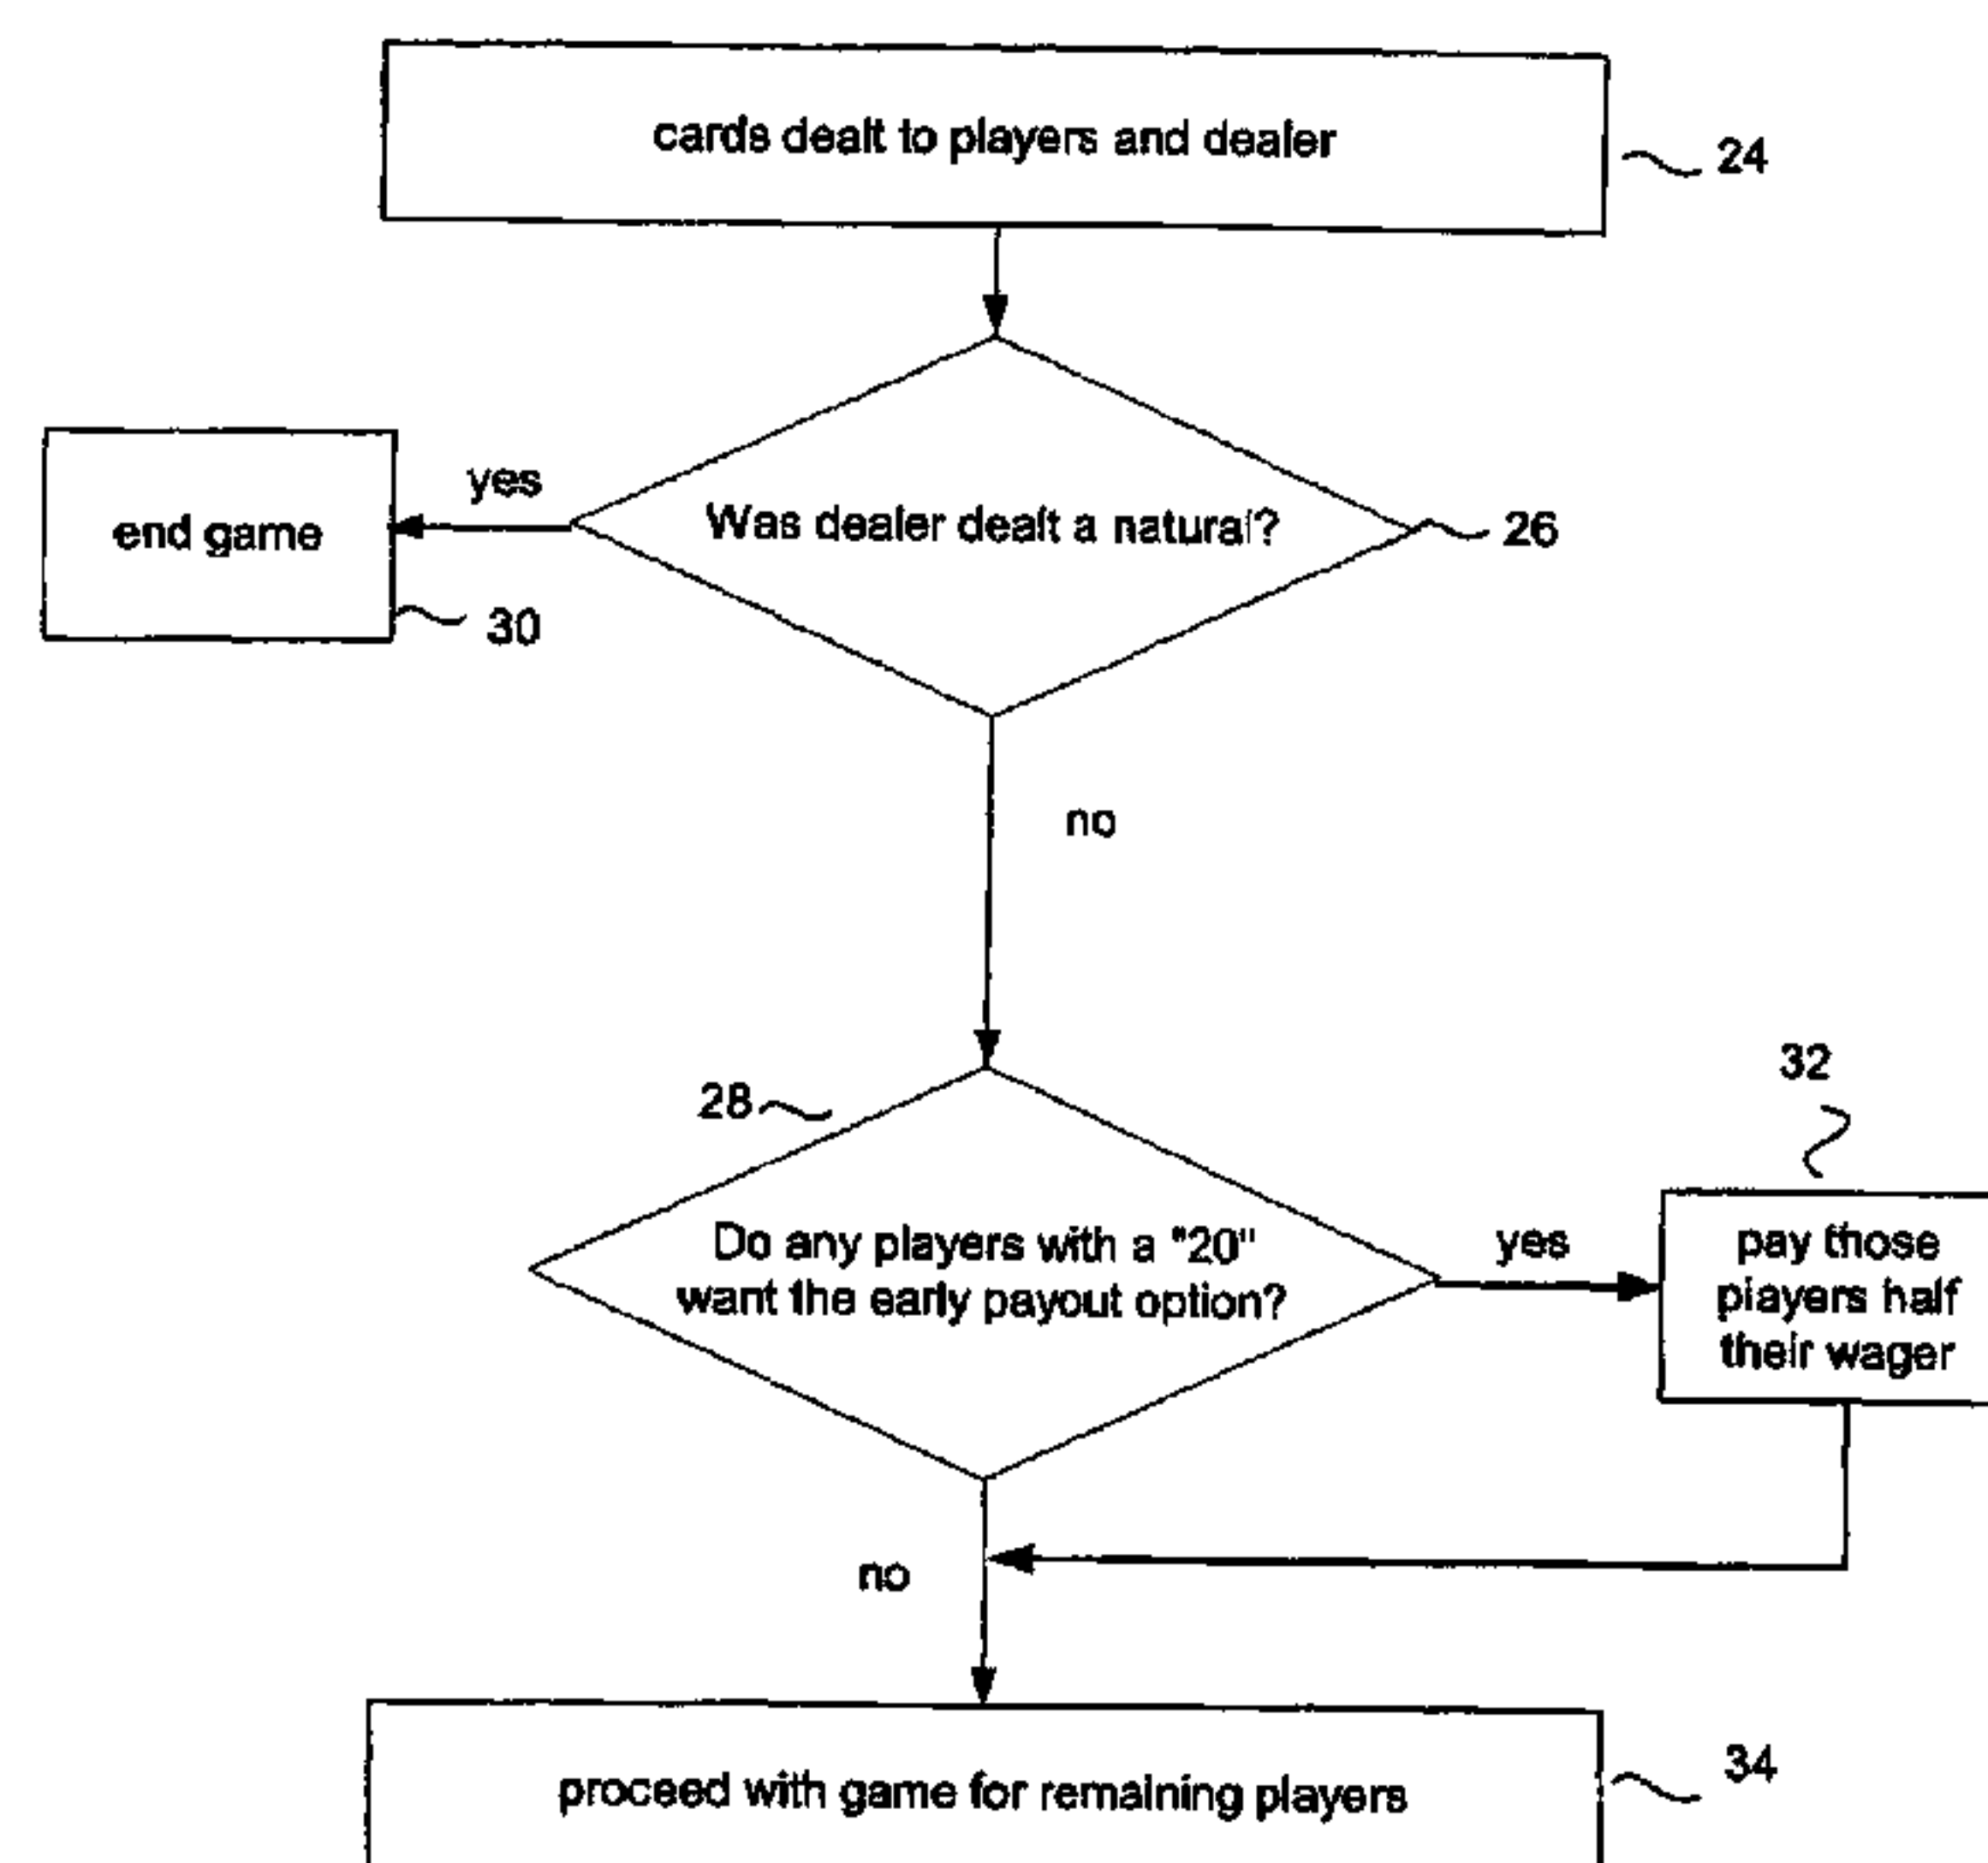 cards dealt to players and dealer
24
Was dealer dealt a natural?
26
yes
end game
30
no
28
Do any players with a "20"
want the early payout option?
yes
32
pay those
players half
their wager
no
proceed with game for remaining players
34